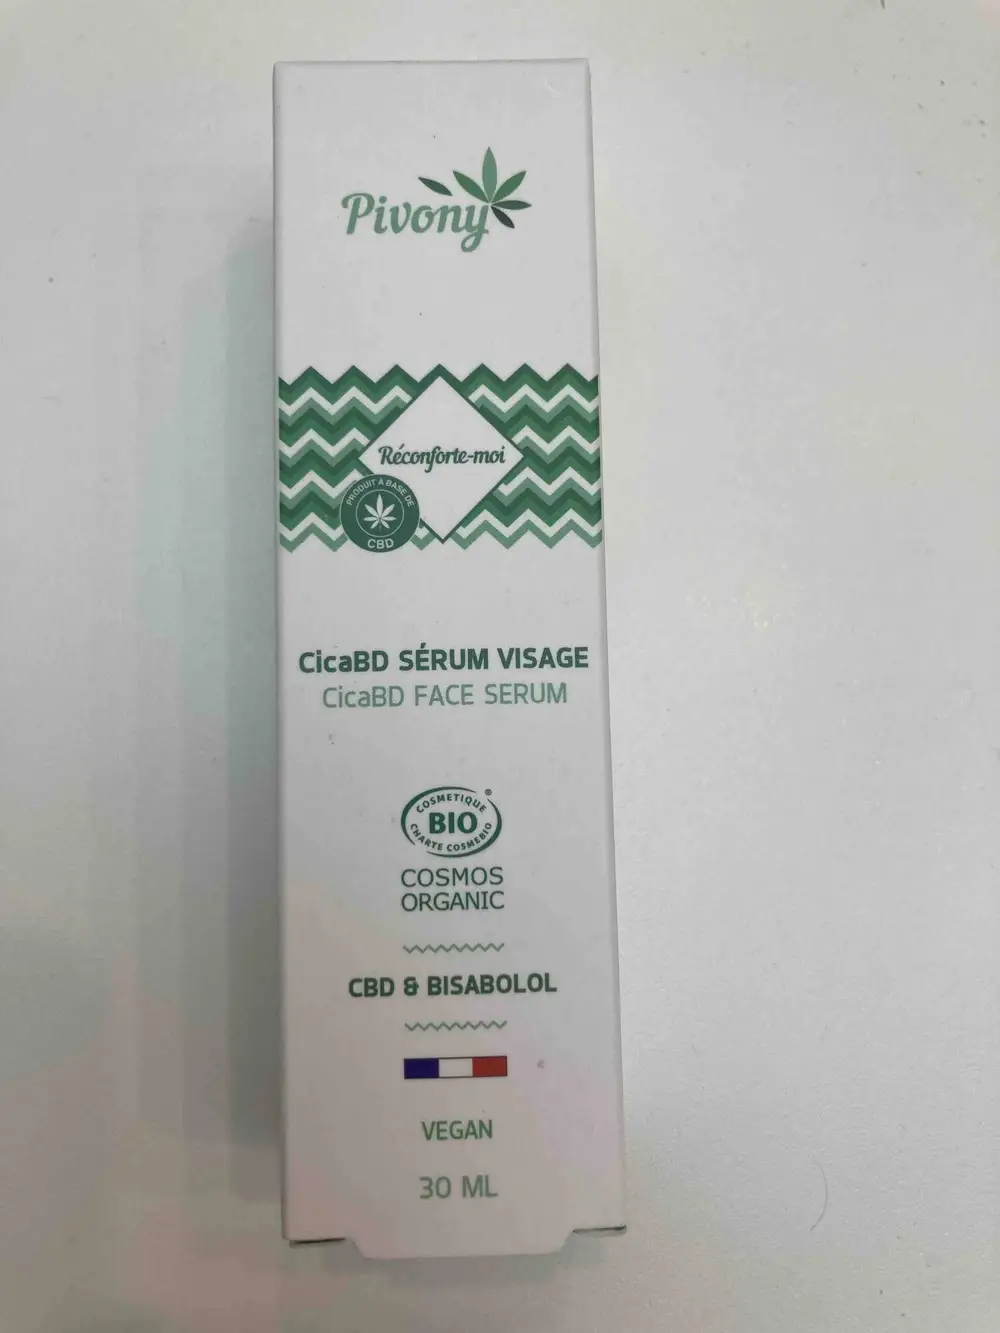 Pivony
Réconforte-moi
PRODUIT À BASE DE
CBD
CicaBD SÉRUM VISAGE
CicaBD FACE SERUM
COSMETIQUE
®
BIO
CHARTE COSMEBIO
COSMOS
ORGANIC
CBD & BISABOLOL
VEGAN
30 ML